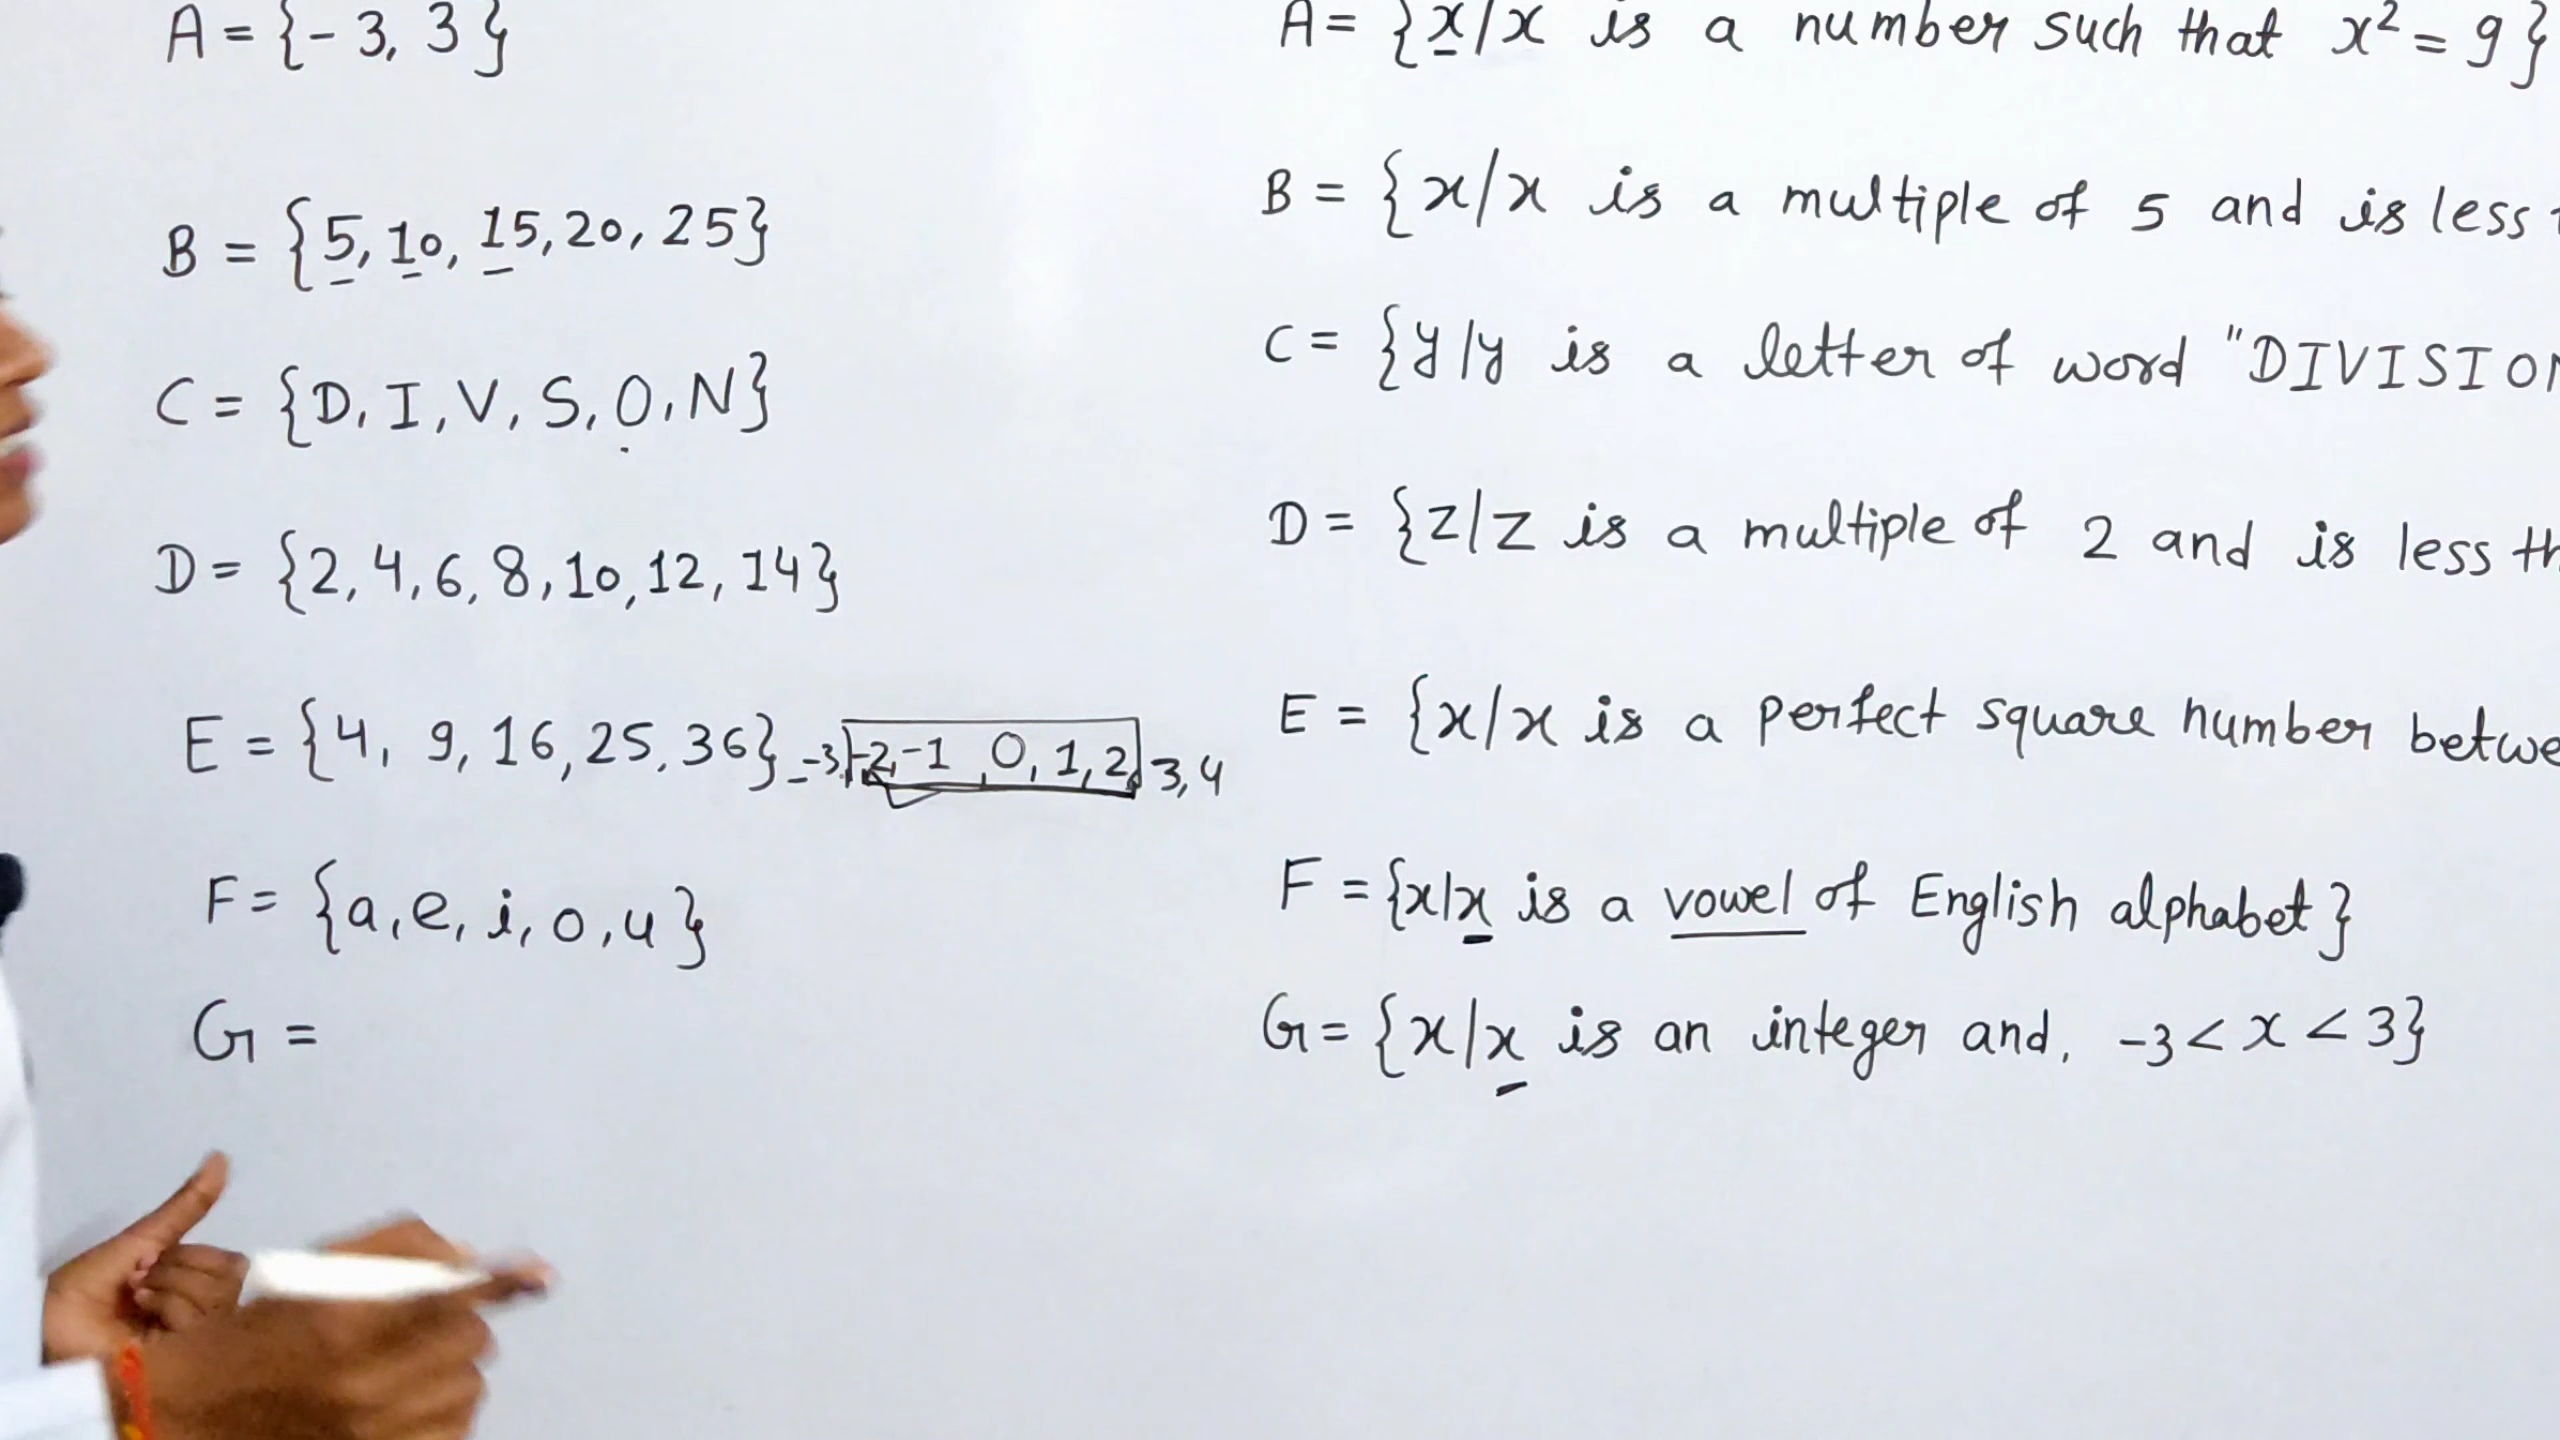 A = {-3, 3}
B = {5, 10, 15, 20, 25}
C = {D, I, V, S, O, N}
D = {2, 4, 6, 8, 10, 12, 14}
E = {4, 9, 16, 25, 36}
-3, -2, -1, 0, 1, 2, 3, 4
F = {a, e, i, o, u}
G =
A = {x/x is a number such that x² = 9}
B = {x/x is a multiple of 5 and is less
C = {y/y is a letter of word "DIVISION
D = {z/z is a multiple of 2 and is less th
E = {x/x is a perfect square number betwe
F = {x/x is a vowel of English alphabet}
G = {x/x is an integer and, -3 < x < 3}